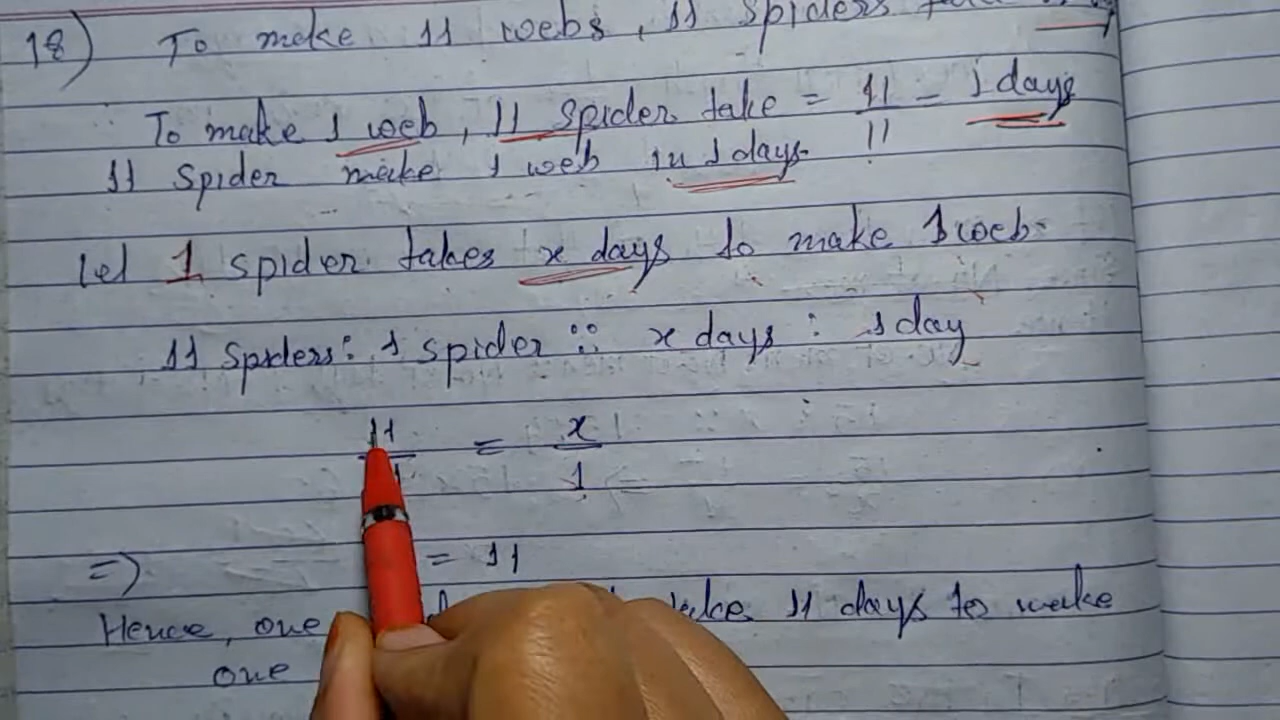 18) To make 11 webs, 11 spiders
To make 1 web, 11 spider take = 11/11 = 1 days
11 spider make 1 web in 1 days.
let 1 spider takes x days to make 1 web.
11 spiders : 1 spider :: x days : 1 day
11/1 = x/1
=> = 11
Hence, one take 11 days to make
one